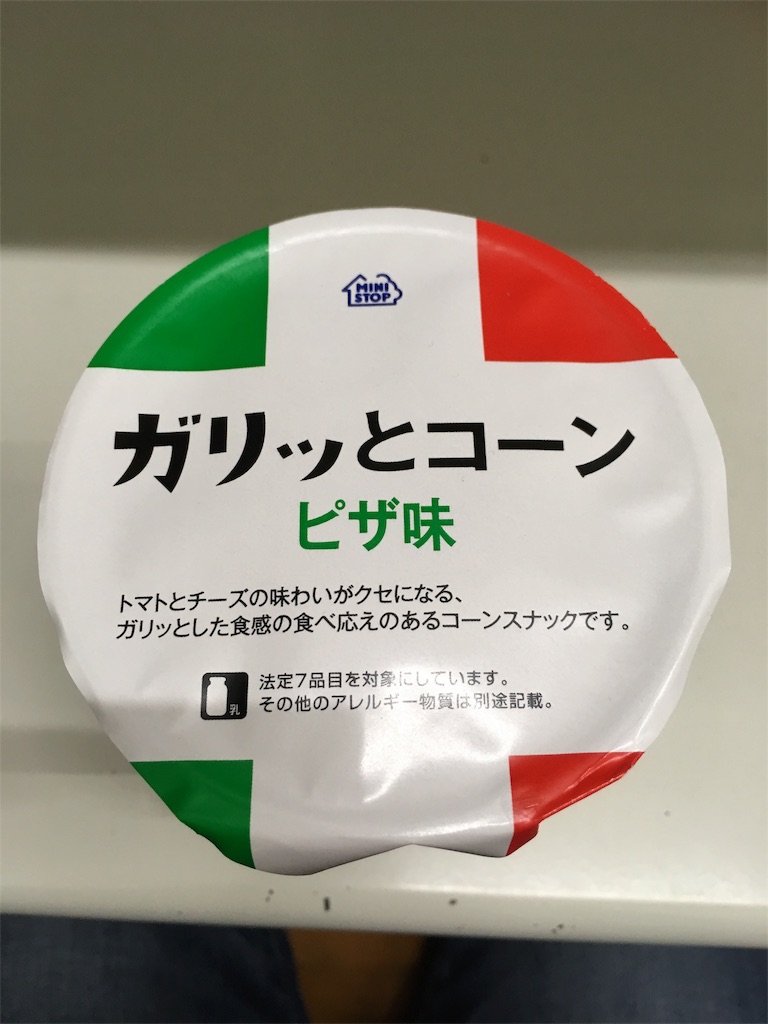 MINI
STOP
ガリッとコーン
ピザ味
トマトとチーズの味わいがクセになる、
ガリッとした食感の食べ応えのあるコーンスナックです。
乳
法定7品目を対象にしています。
その他のアレルギー物質は別途記載。